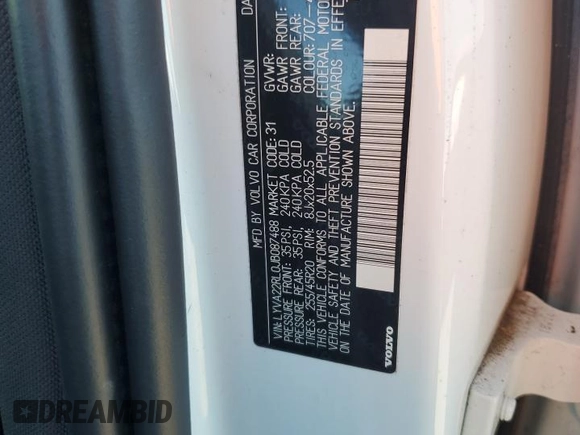 MFD BY VOLVO CAR CORPORATION DA
VIN: LYVA22RL0JB087488 MARKET CODE: 31 GVWR:
PRESSURE FRONT: 35PSI, 240KPA COLD GAWR FRONT:
PRESSURE REAR: 35PSI, 240KPA COLD GAWR REAR:
TIRES: 255/45R20 RIM: 8Jx20x52.5 COLOUR: 707-
THIS VEHICLE CONFORMS TO ALL APPLICABLE FEDERAL MOTOR
VEHICLE SAFETY AND THEFT PREVENTION STANDARDS IN EFFE
ON THE DATE OF MANUFACTURE SHOWN ABOVE.
VOLVO
DREAMBID